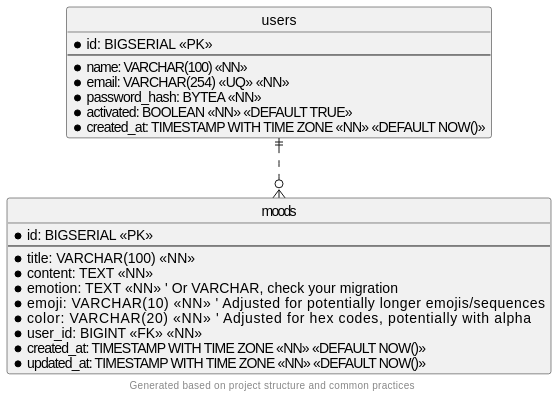 users
id: BIGSERIAL «PK»
name: VARCHAR(100) «NN»
email: VARCHAR(254) «UQ» «NN»
password_hash: BYTEA «NN»
activated: BOOLEAN «NN» «DEFAULT TRUE»
created_at: TIMESTAMP WITH TIME ZONE «NN» «DEFAULT NOW()»
moods
id: BIGSERIAL «PK»
title: VARCHAR(100) «NN»
content: TEXT «NN»
emotion: TEXT «NN» ' Or VARCHAR, check your migration
emoji: VARCHAR(10) «NN» ' Adjusted for potentially longer emojis/sequences
color: VARCHAR(20) «NN» ' Adjusted for hex codes, potentially with alpha
user_id: BIGINT «FK» «NN»
created_at: TIMESTAMP WITH TIME ZONE «NN» «DEFAULT NOW()»
updated_at: TIMESTAMP WITH TIME ZONE «NN» «DEFAULT NOW()»
Generated based on project structure and common practices